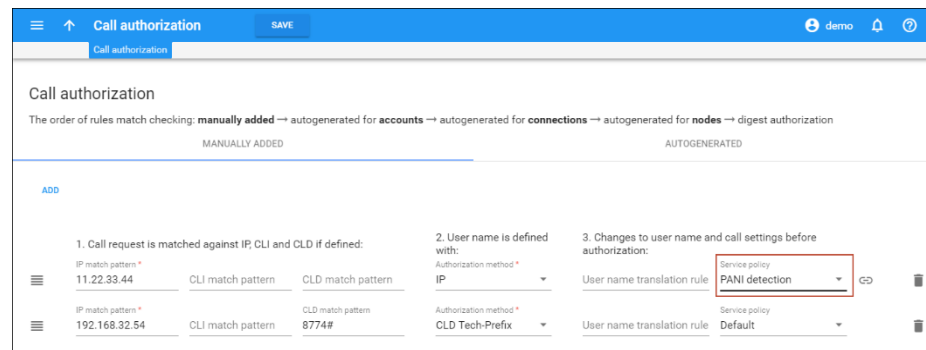 Call authorization SAVE demo
Call authorization
Call authorization
The order of rules match checking: manually added → autogenerated for accounts → autogenerated for connections → autogenerated for nodes → digest authorization
MANUALLY ADDED AUTOGENERATED
ADD
1. Call request is matched against IP, CLI and CLD if defined:
2. User name is defined
with:
3. Changes to user name and call settings before
authorization:
IP match pattern * Authorization method * Service policy
11.22.33.44 CLI match pattern CLD match pattern IP User name translation rule PANI detection
IP match pattern * CLD match pattern Authorization method * Service policy
192.168.32.54 CLI match pattern 8774# CLD Tech-Prefix User name translation rule Default